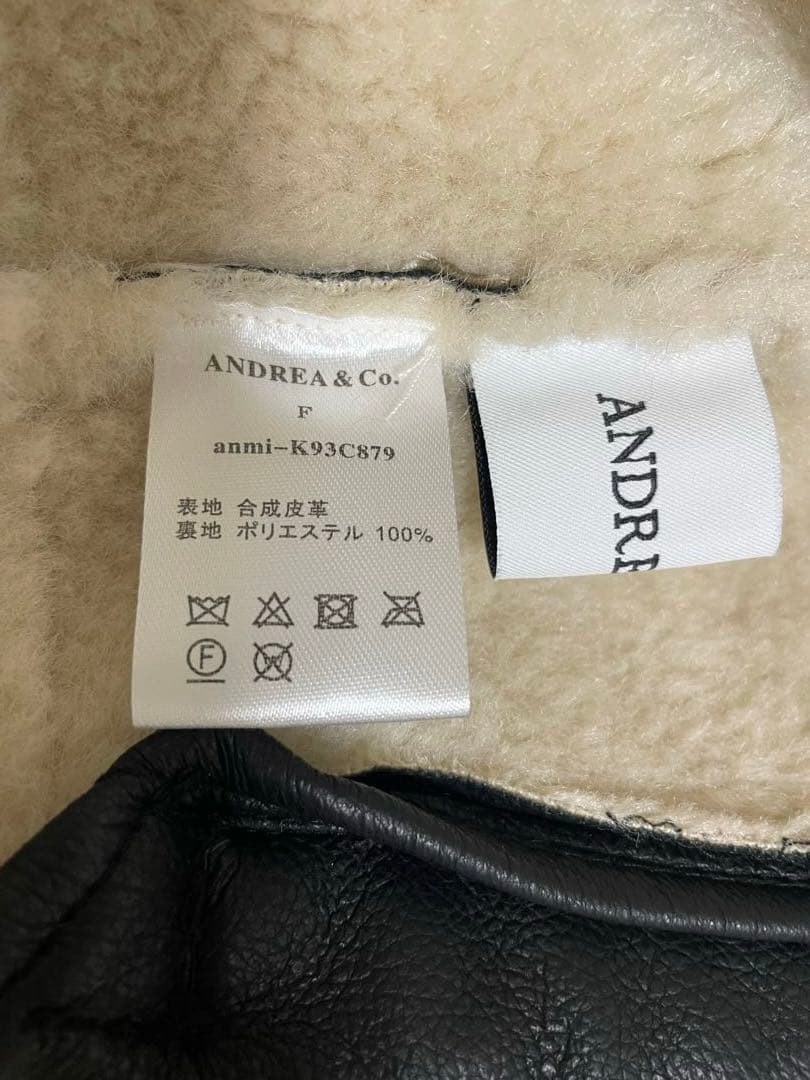 ANDREA & Co.
F
anmi-K93C879
表地 合成皮革
裏地 ポリエステル 100%
F
ANDRE